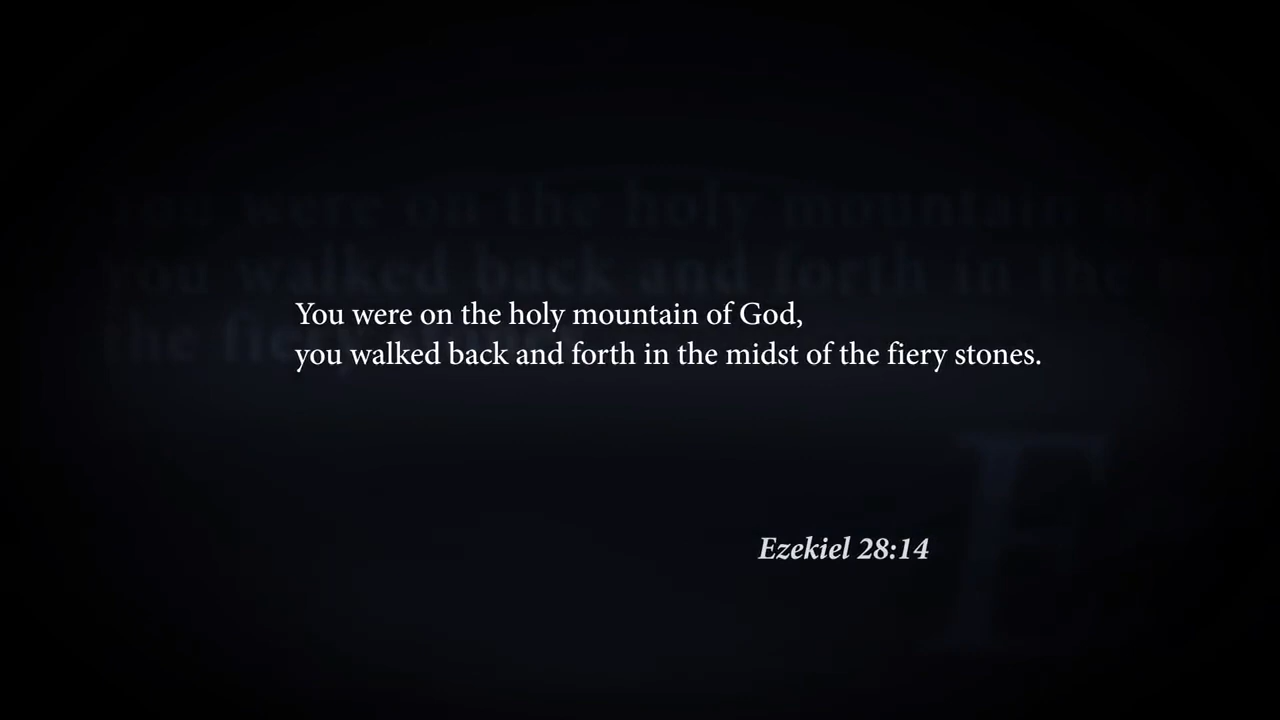 You were on the holy mountain of God,
you walked back and forth in the midst of the fiery stones.
Ezekiel 28:14